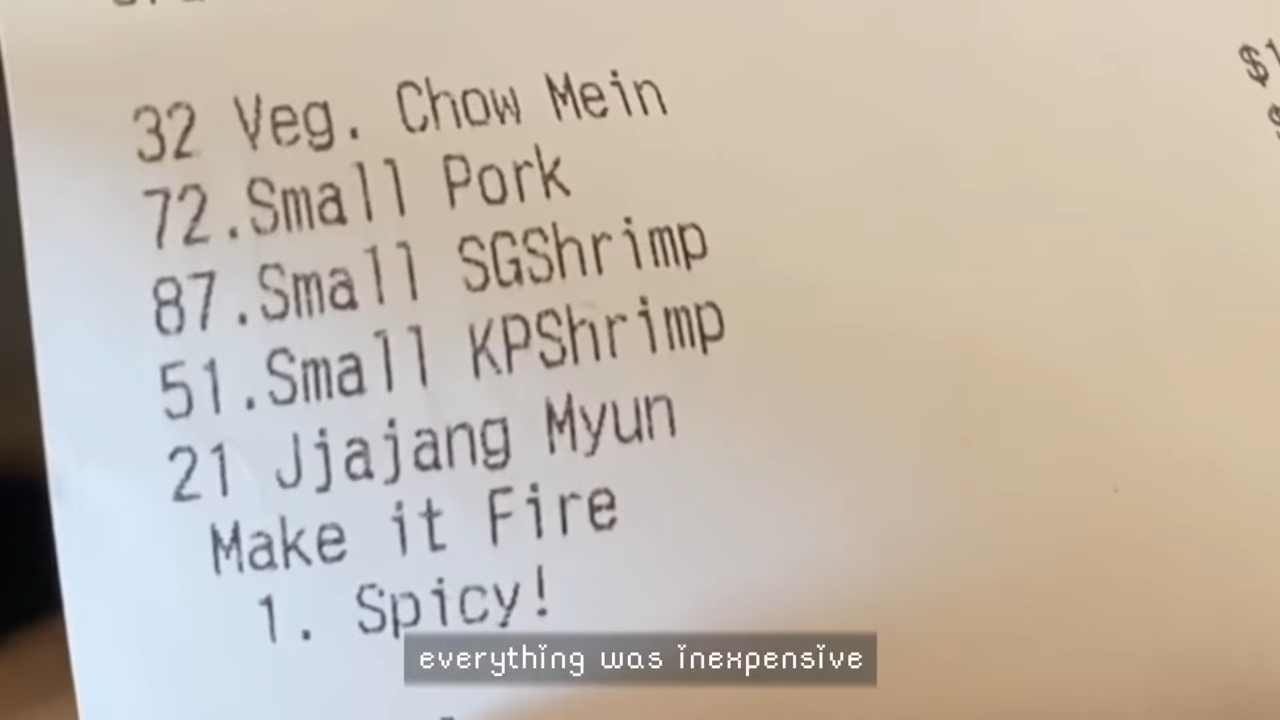 32 Veg. Chow Mein
72.Small Pork
87.Small SGShrimp
51.Small KPShrimp
21 Jjajang Myun
Make it Fire
1. Spicy!
everything was inexpensive